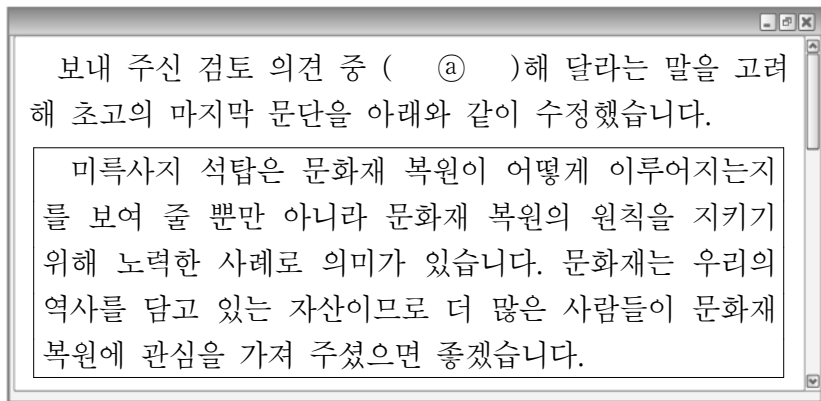 보내 주신 검토 의견 중 ( ⓐ )해 달라는 말을 고려
해 초고의 마지막 문단을 아래와 같이 수정했습니다.
미륵사지 석탑은 문화재 복원이 어떻게 이루어지는지
를 보여 줄 뿐만 아니라 문화재 복원의 원칙을 지키기
위해 노력한 사례로 의미가 있습니다. 문화재는 우리의
역사를 담고 있는 자산이므로 더 많은 사람들이 문화재
복원에 관심을 가져 주셨으면 좋겠습니다.